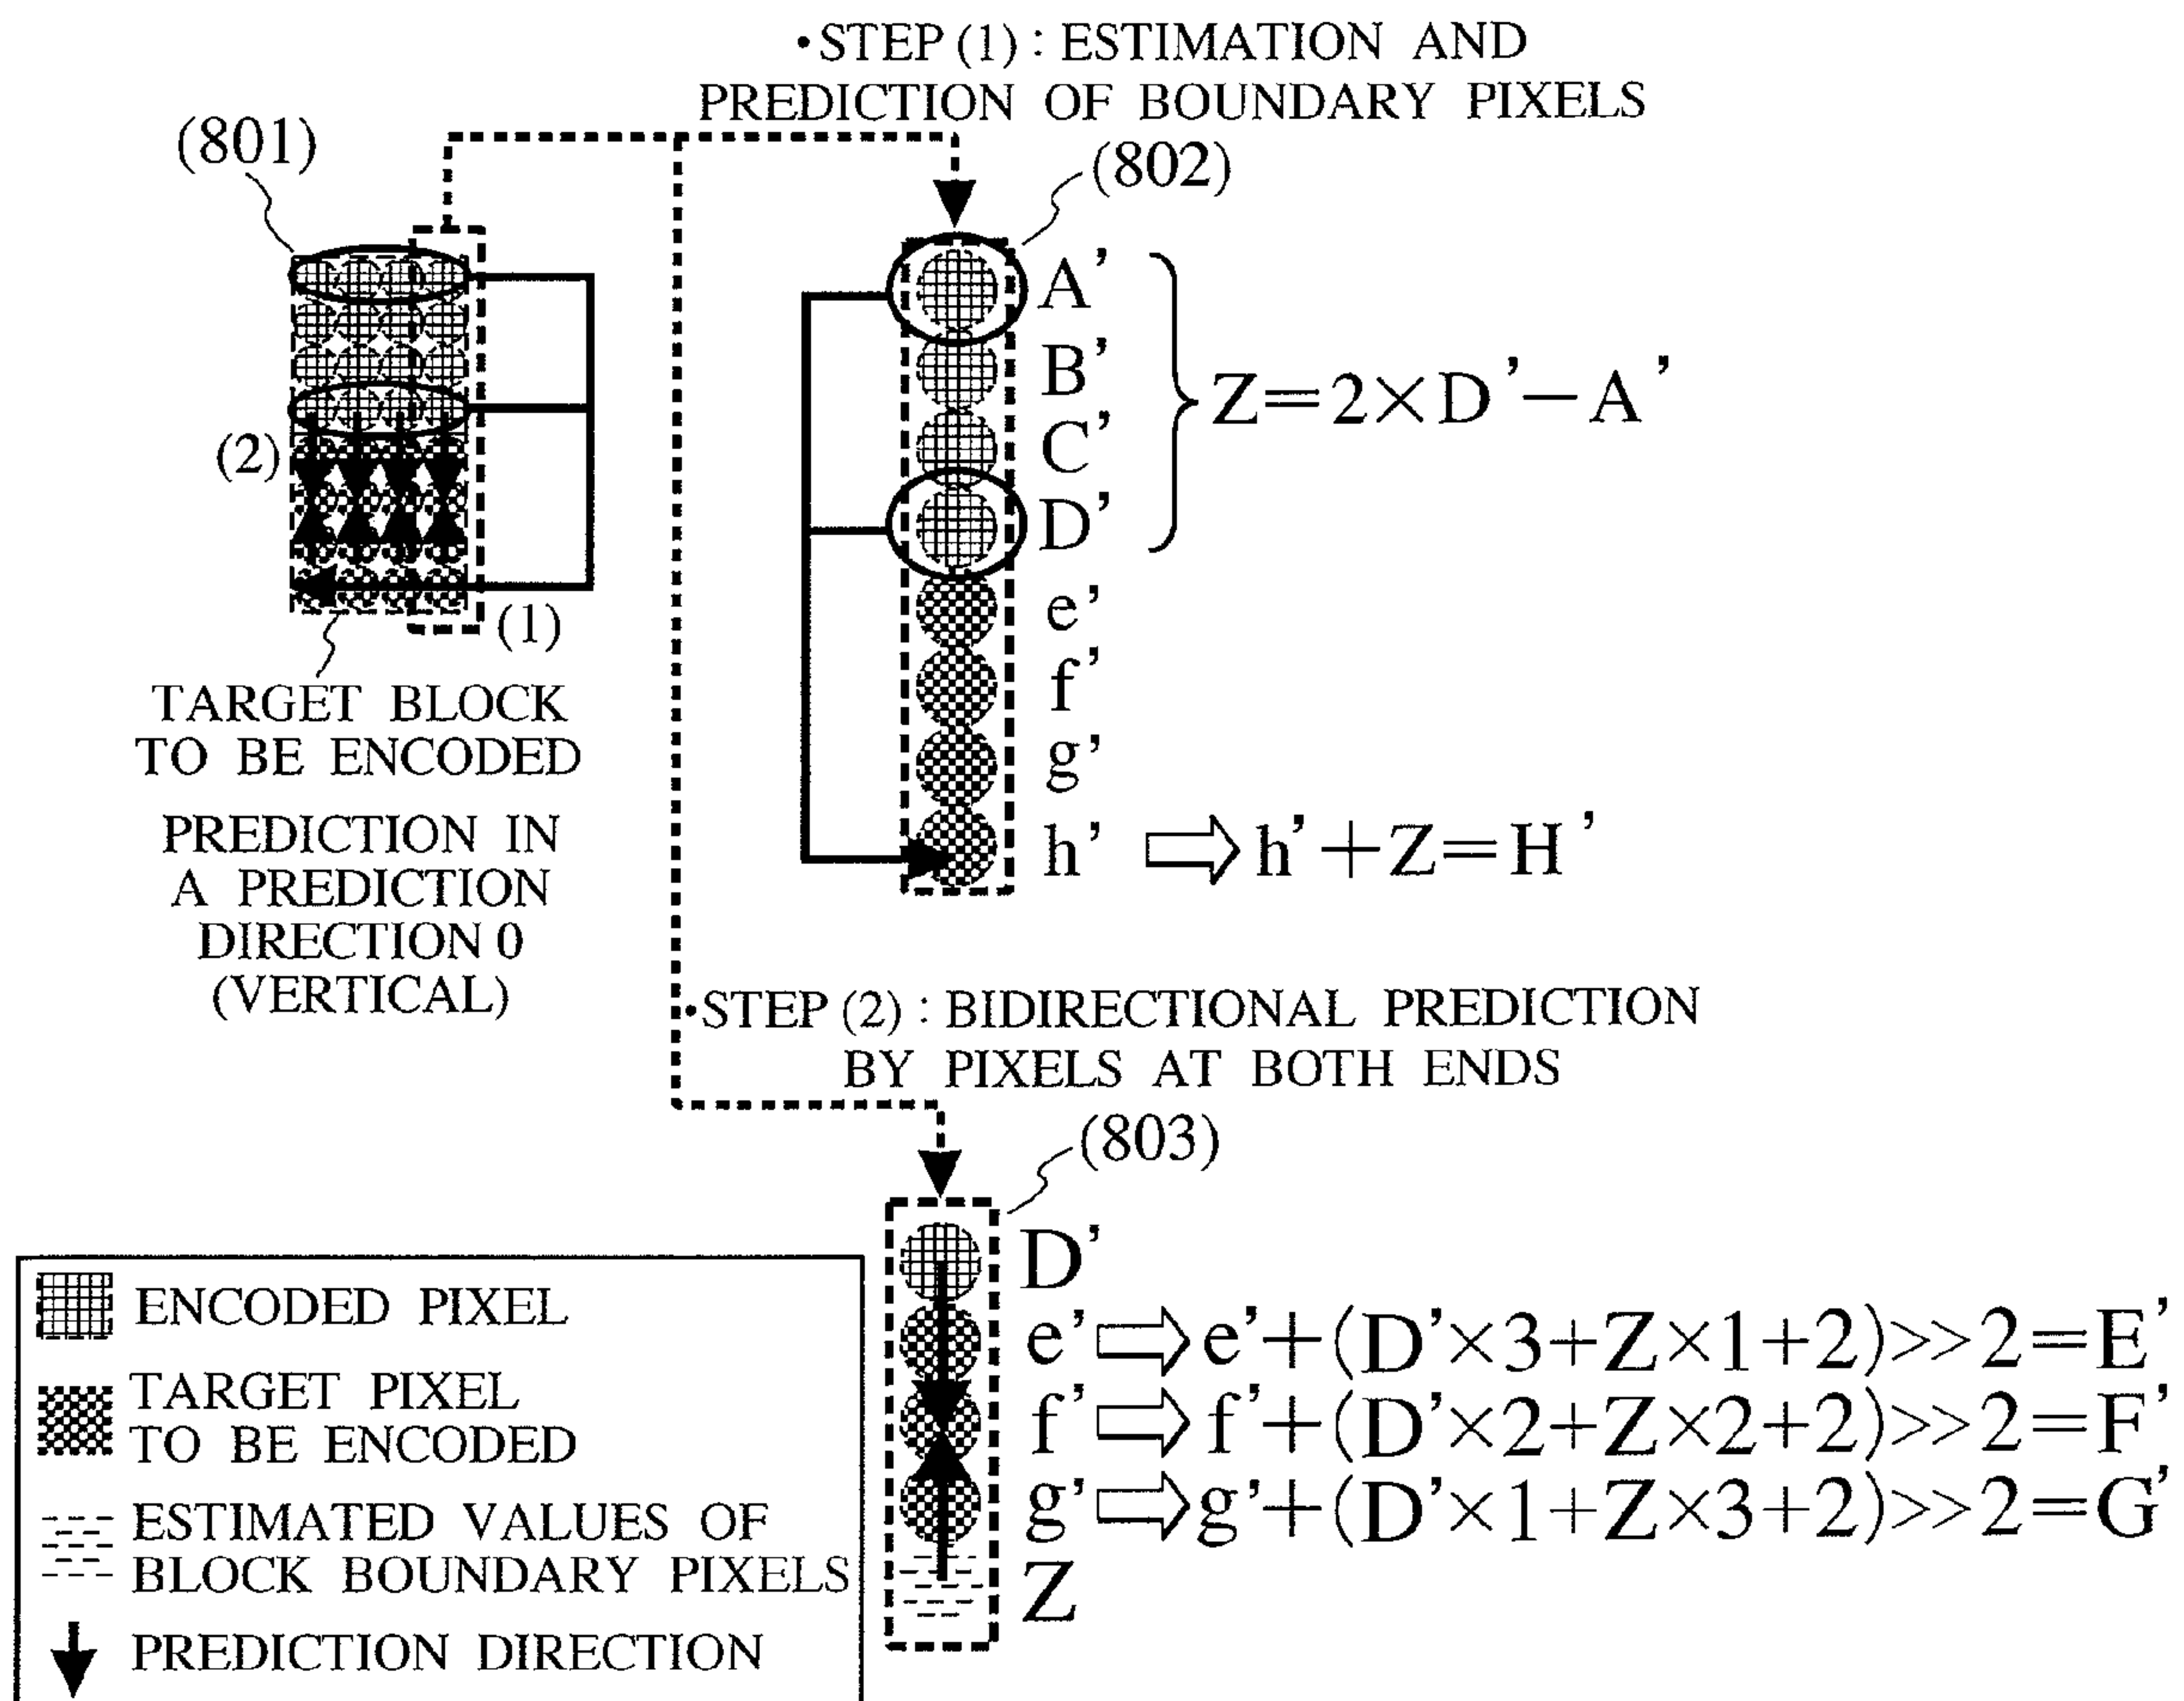 •STEP (1) : ESTIMATION AND
PREDICTION OF BOUNDARY PIXELS
(801)
(802)
A'
B'
C'
D'
Z=2×D'−A'
e'
f'
g'
h' ⇨ h'+Z=H'
(2)
(1)
TARGET BLOCK
TO BE ENCODED
PREDICTION IN
A PREDICTION
DIRECTION 0
(VERTICAL)
•STEP (2) : BIDIRECTIONAL PREDICTION
BY PIXELS AT BOTH ENDS
(803)
D'
e' ⇨ e'+(D'×3+Z×1+2)>>2=E'
f' ⇨ f'+(D'×2+Z×2+2)>>2=F'
g' ⇨ g'+(D'×1+Z×3+2)>>2=G'
Z
ENCODED PIXEL
TARGET PIXEL
TO BE ENCODED
ESTIMATED VALUES OF
BLOCK BOUNDARY PIXELS
PREDICTION DIRECTION